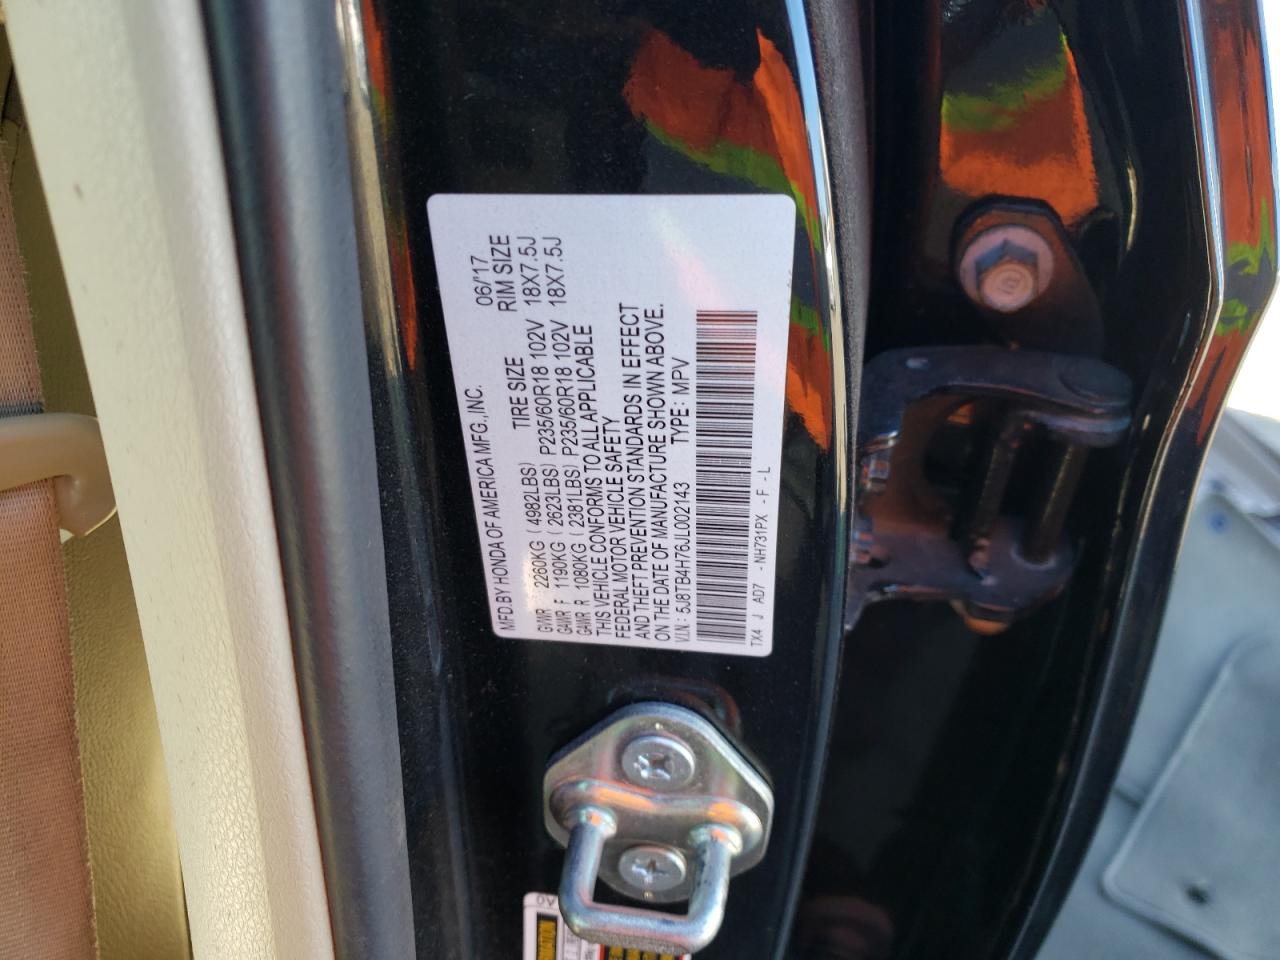 MFD.BY HONDA OF AMERICA MFG.,INC. 06/17
TIRE SIZE RIM SIZE
GVWR 2260KG (4982LBS)
GAWR F 1190KG (2623LBS) P235/60R18 102V 18X7.5J
GAWR R 1080KG (2381LBS) P235/60R18 102V 18X7.5J
THIS VEHICLE CONFORMS TO ALL APPLICABLE
FEDERAL MOTOR VEHICLE SAFETY
AND THEFT PREVENTION STANDARDS IN EFFECT
ON THE DATE OF MANUFACTURE SHOWN ABOVE.
V.I.N.: 5J8TB4H76JL002143 TYPE: MPV
TX4 J AD7 -NH731PX -F -L